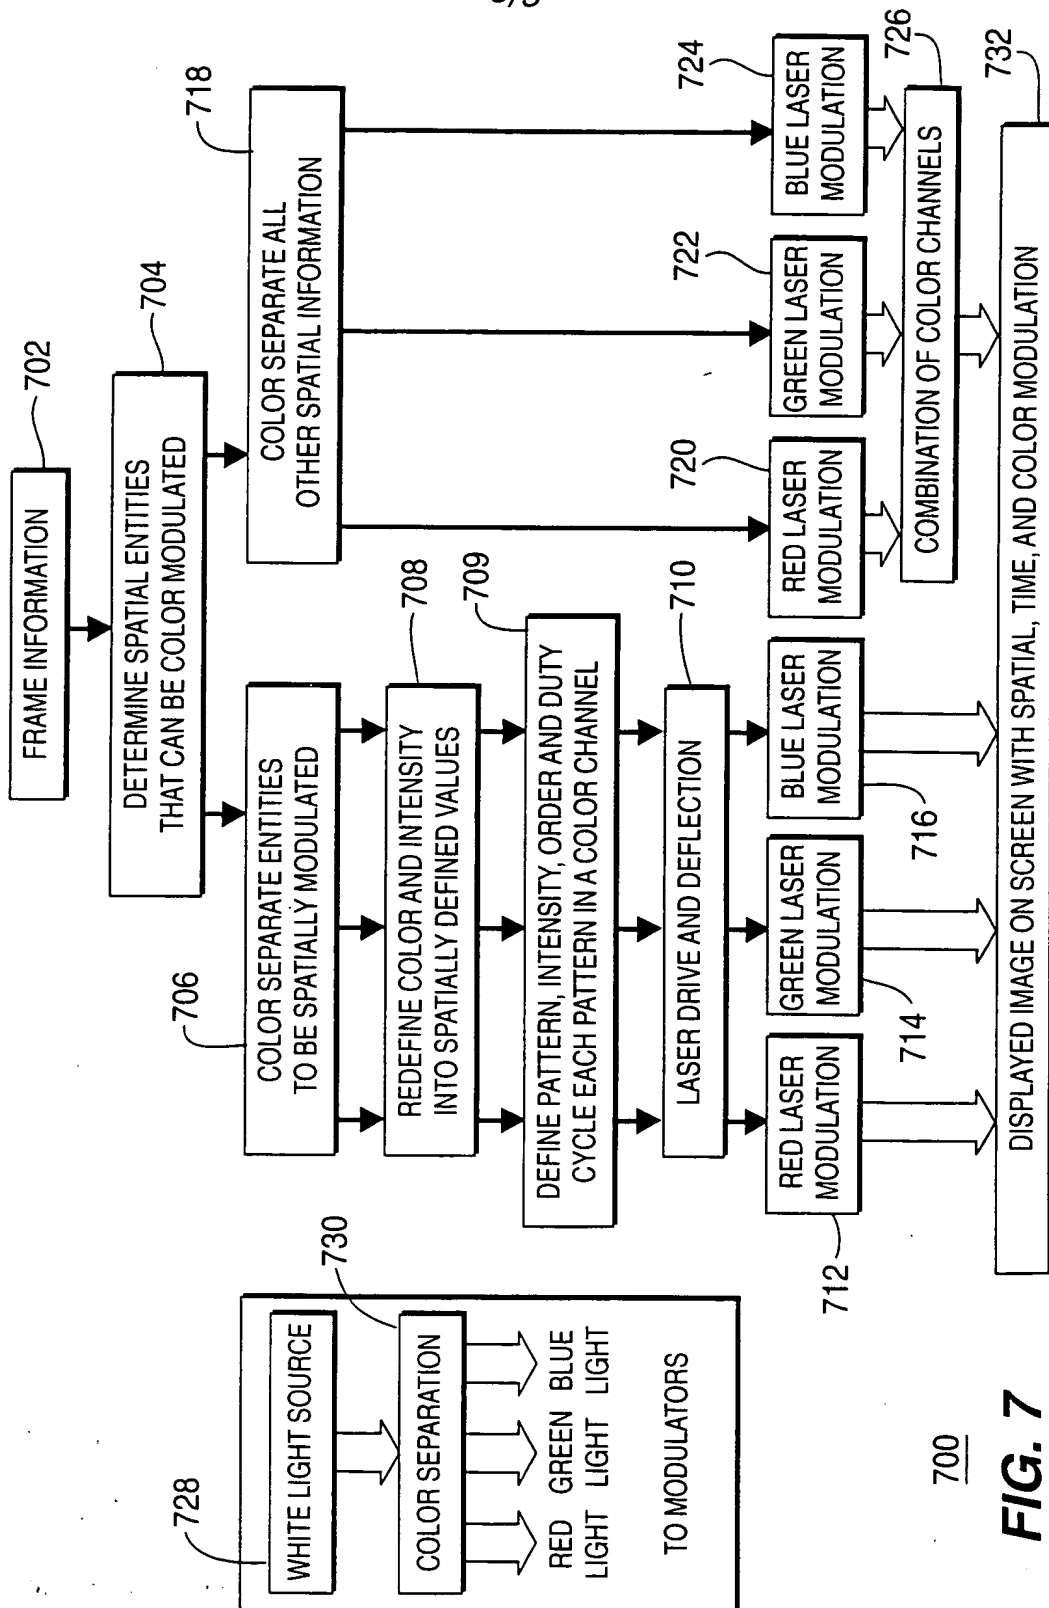 FRAME INFORMATION
702
DETERMINE SPATIAL ENTITIES
THAT CAN BE COLOR MODULATED
704
706
COLOR SEPARATE ENTITIES
TO BE SPATIALLY MODULATED
COLOR SEPARATE ALL
OTHER SPATIAL INFORMATION
718
REDEFINE COLOR AND INTENSITY
INTO SPATIALLY DEFINED VALUES
708
DEFINE PATTERN, INTENSITY, ORDER AND DUTY
CYCLE EACH PATTERN IN A COLOR CHANNEL
709
LASER DRIVE AND DEFLECTION
710
RED LASER
MODULATION
712
GREEN LASER
MODULATION
714
BLUE LASER
MODULATION
716
RED LASER
MODULATION
720
GREEN LASER
MODULATION
722
BLUE LASER
MODULATION
724
COMBINATION OF COLOR CHANNELS
726
DISPLAYED IMAGE ON SCREEN WITH SPATIAL, TIME, AND COLOR MODULATION
732
728
WHITE LIGHT SOURCE
730
COLOR SEPARATION
RED GREEN BLUE
LIGHT LIGHT LIGHT
TO MODULATORS
700
FIG. 7